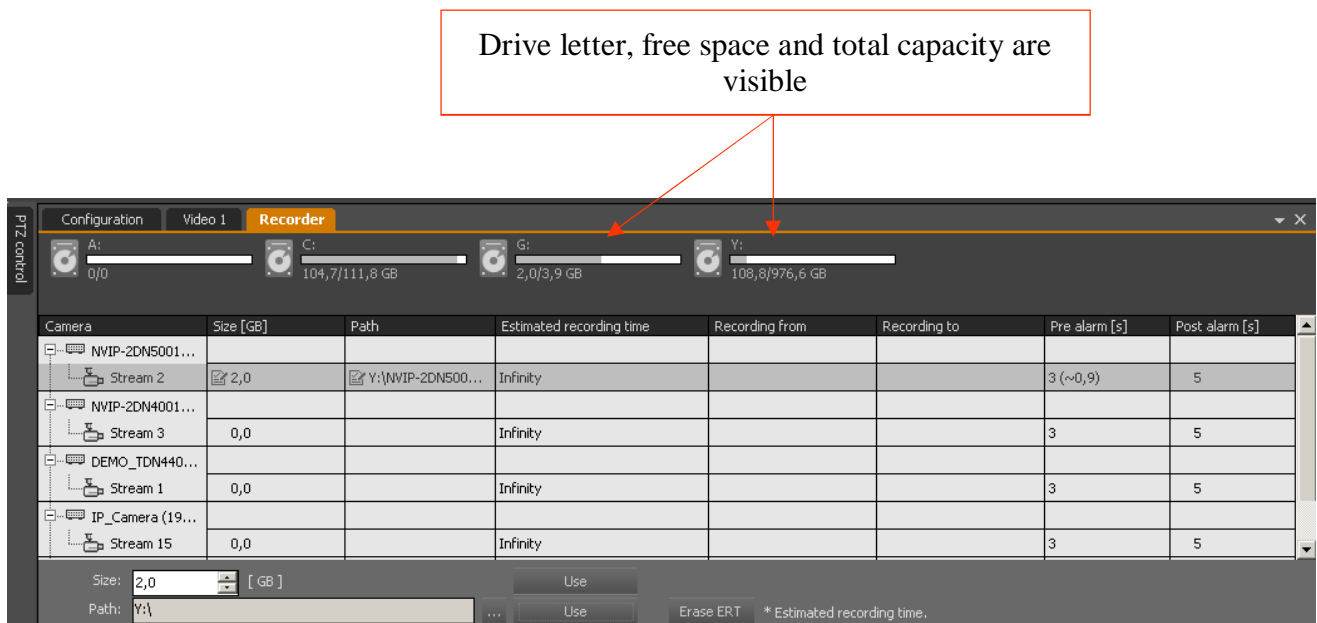 Drive letter, free space and total capacity are
visible
PTZ control
Configuration Video 1 Recorder
A: C: G: Y:
0/0 104,7/111,8 GB 2,0/3,9 GB 108,8/976,6 GB
Camera Size [GB] Path Estimated recording time Recording from Recording to Pre alarm [s] Post alarm [s]
NVIP-2DN5001...
Stream 2 2,0 Y:\NVIP-2DN500... Infinity 3 (~0,9) 5
NVIP-2DN4001...
Stream 3 0,0 Infinity 3 5
DEMO_TDN440...
Stream 1 0,0 Infinity 3 5
IP_Camera (19...
Stream 15 0,0 Infinity 3 5
Size: 2,0 [ GB ] Use
Path: Y:\ ... Use Erase ERT * Estimated recording time.